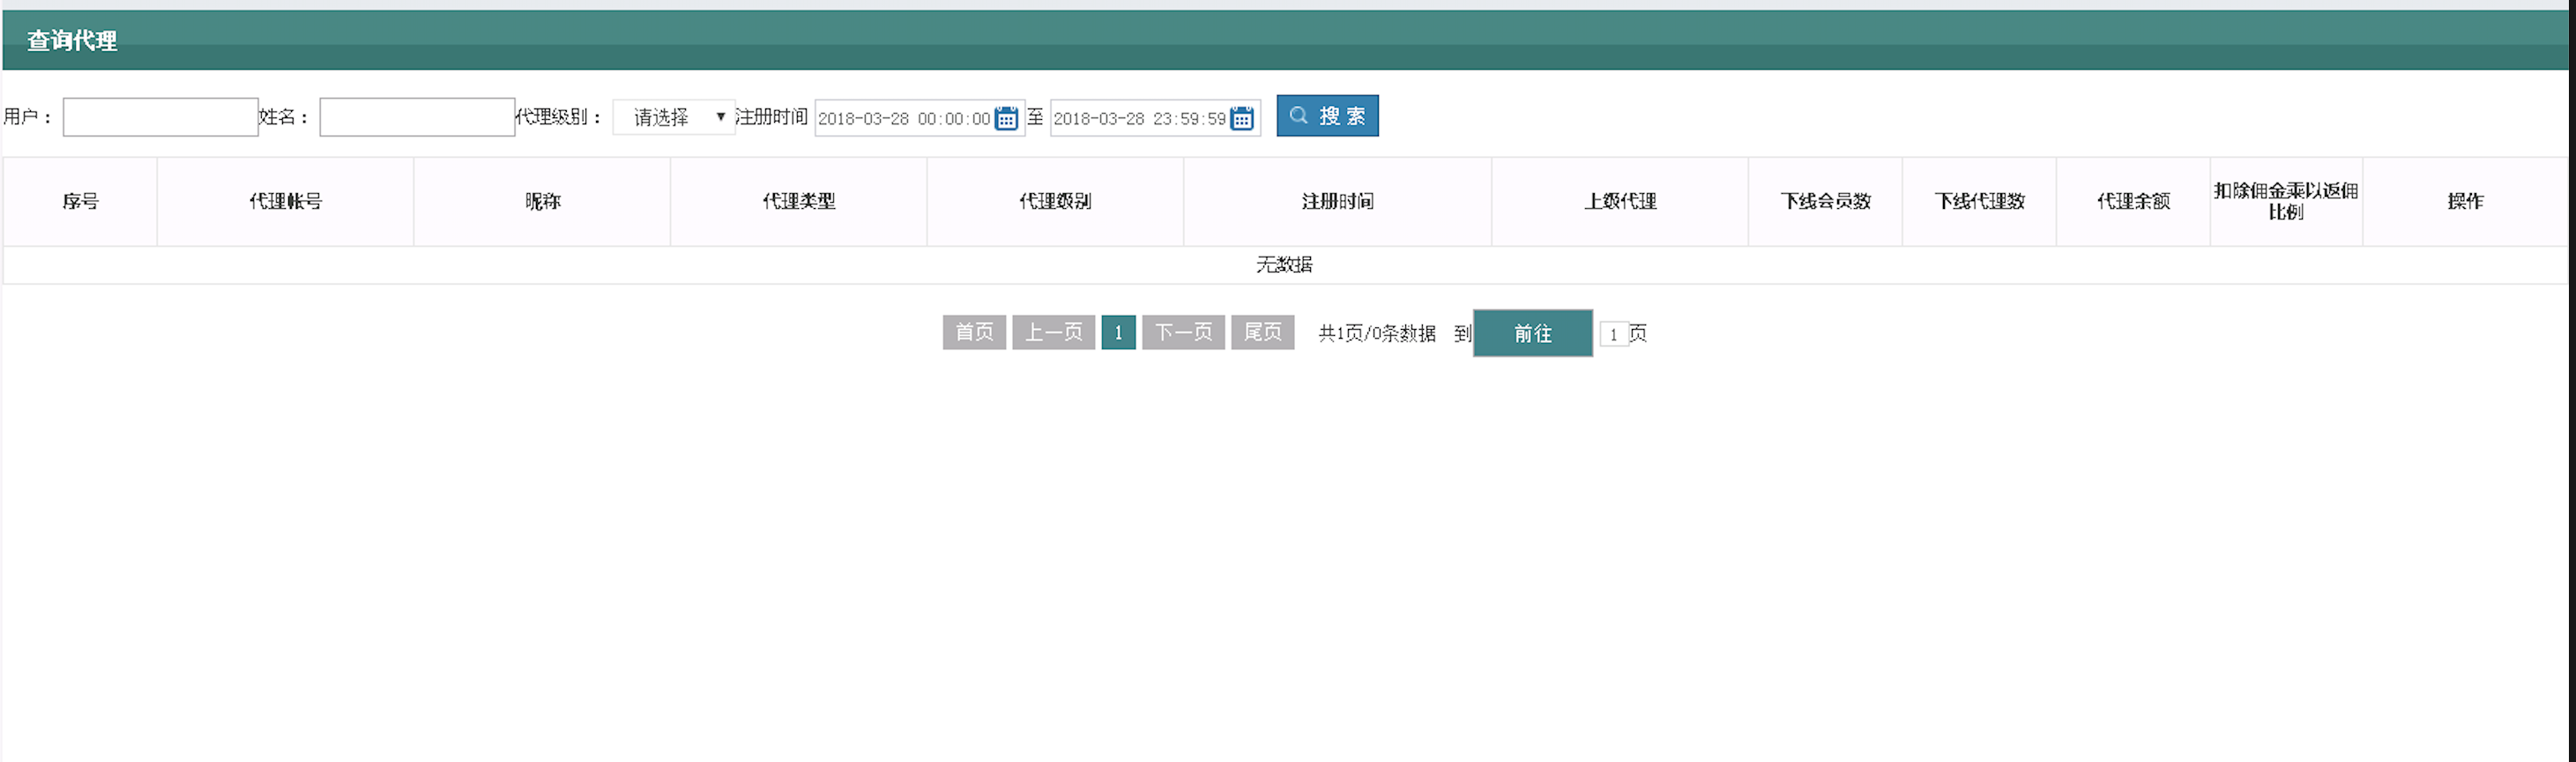 查询代理
用户： 姓名： 代理级别： 请选择 注册时间 2018-03-28 00:00:00 至 2018-03-28 23:59:59 搜 索
序号 代理帐号 昵称 代理类型 代理级别 注册时间 上级代理 下线会员数 下线代理数 代理余额 扣除佣金乘以返佣比例 操作
无数据
首页 上一页 1 下一页 尾页 共1页/0条数据 到 前往 1 页